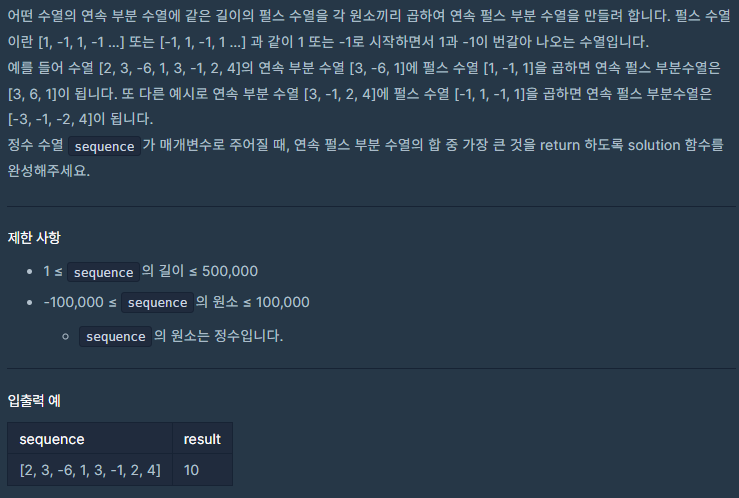 어떤 수열의 연속 부분 수열에 같은 길이의 펄스 수열을 각 원소끼리 곱하여 연속 펄스 부분 수열을 만들려 합니다. 펄스 수열
이란 [1, -1, 1, -1 ...] 또는 [-1, 1, -1, 1 ...] 과 같이 1 또는 -1로 시작하면서 1과 -1이 번갈아 나오는 수열입니다.
예를 들어 수열 [2, 3, -6, 1, 3, -1, 2, 4]의 연속 부분 수열 [3, -6, 1]에 펄스 수열 [1, -1, 1]을 곱하면 연속 펄스 부분수열은
[3, 6, 1]이 됩니다. 또 다른 예시로 연속 부분 수열 [3, -1, 2, 4]에 펄스 수열 [-1, 1, -1, 1]을 곱하면 연속 펄스 부분수열은
[-3, -1, -2, 4]이 됩니다.
정수 수열 sequence 가 매개변수로 주어질 때, 연속 펄스 부분 수열의 합 중 가장 큰 것을 return 하도록 solution 함수를
완성해주세요.
제한 사항
• 1 ≤ sequence 의 길이 ≤ 500,000
• -100,000 ≤ sequence 의 원소 ≤ 100,000
◦ sequence 의 원소는 정수입니다.
입출력 예
sequence result
[2, 3, -6, 1, 3, -1, 2, 4] 10